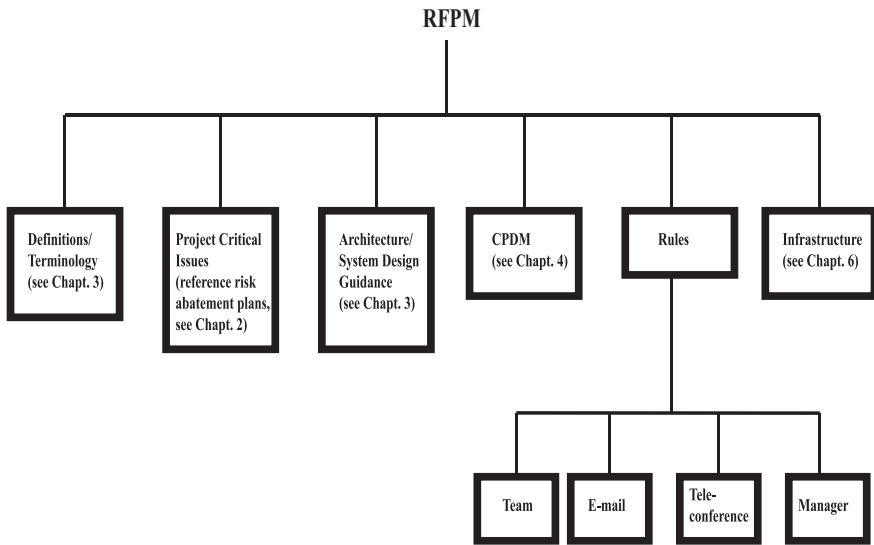 RFPM
Definitions/
Terminology
(see Chapt. 3)
Project Critical
Issues
(reference risk
abatement plans,
see Chapt. 2)
Architecture/
System Design
Guidance
(see Chapt. 3)
CPDM
(see Chapt. 4)
Rules
Infrastructure
(see Chapt. 6)
Team
E-mail
Tele-
conference
Manager